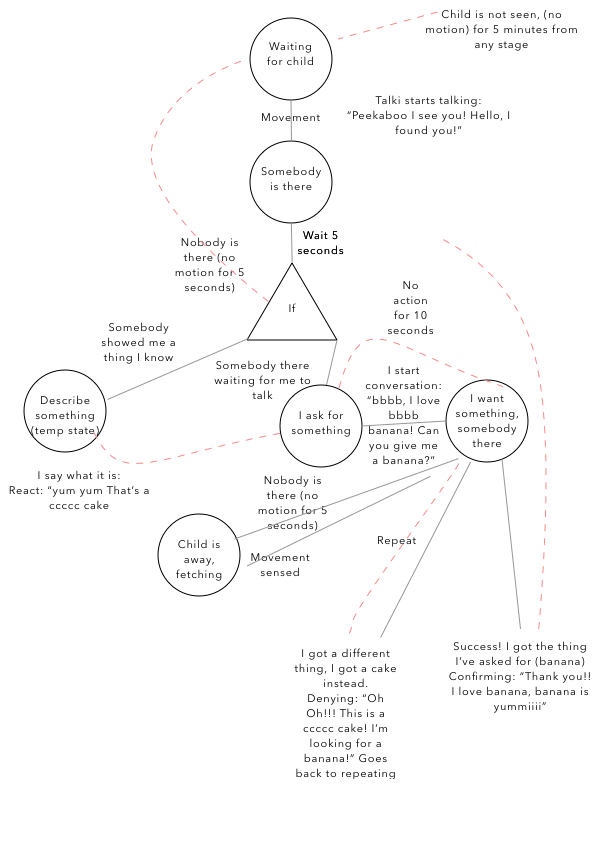 Child is not seen, (no
motion) for 5 minutes from
any stage
Waiting
for child
Talki starts talking:
“Peekaboo I see you! Hello, I
found you!”
Movement
Somebody
is there
Wait 5
seconds
Nobody is
there (no
motion for 5
seconds)
No
action
for 10
seconds
If
Somebody
showed me a
thing I know
Somebody there
waiting for me to
talk
I start
conversation:
“bbbb, I love
bbbb
banana! Can
you give me
a banana?”
Describe
something
(temp state)
I ask for
something
I want
something,
somebody
there
I say what it is:
React: “yum yum That’s a
ccccc cake
Nobody is
there (no
motion for 5
seconds)
Child is
away,
fetching
Movement
sensed
Repeat
I got a different
thing, I got a cake
instead.
Denying: “Oh
Oh!!! This is a
ccccc cake! I’m
looking for a
banana!” Goes
back to repeating
Success! I got the thing
I’ve asked for (banana)
Confirming: “Thank you!!
I love banana, banana is
yummiiii”